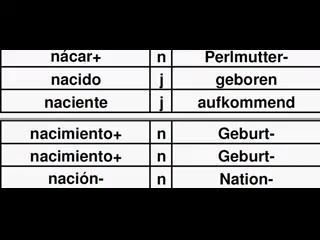 nácar+ n Perlmutter-
nacido j geboren
naciente j aufkommend
nacimiento+ n Geburt-
nacimiento+ n Geburt-
nación- n Nation-